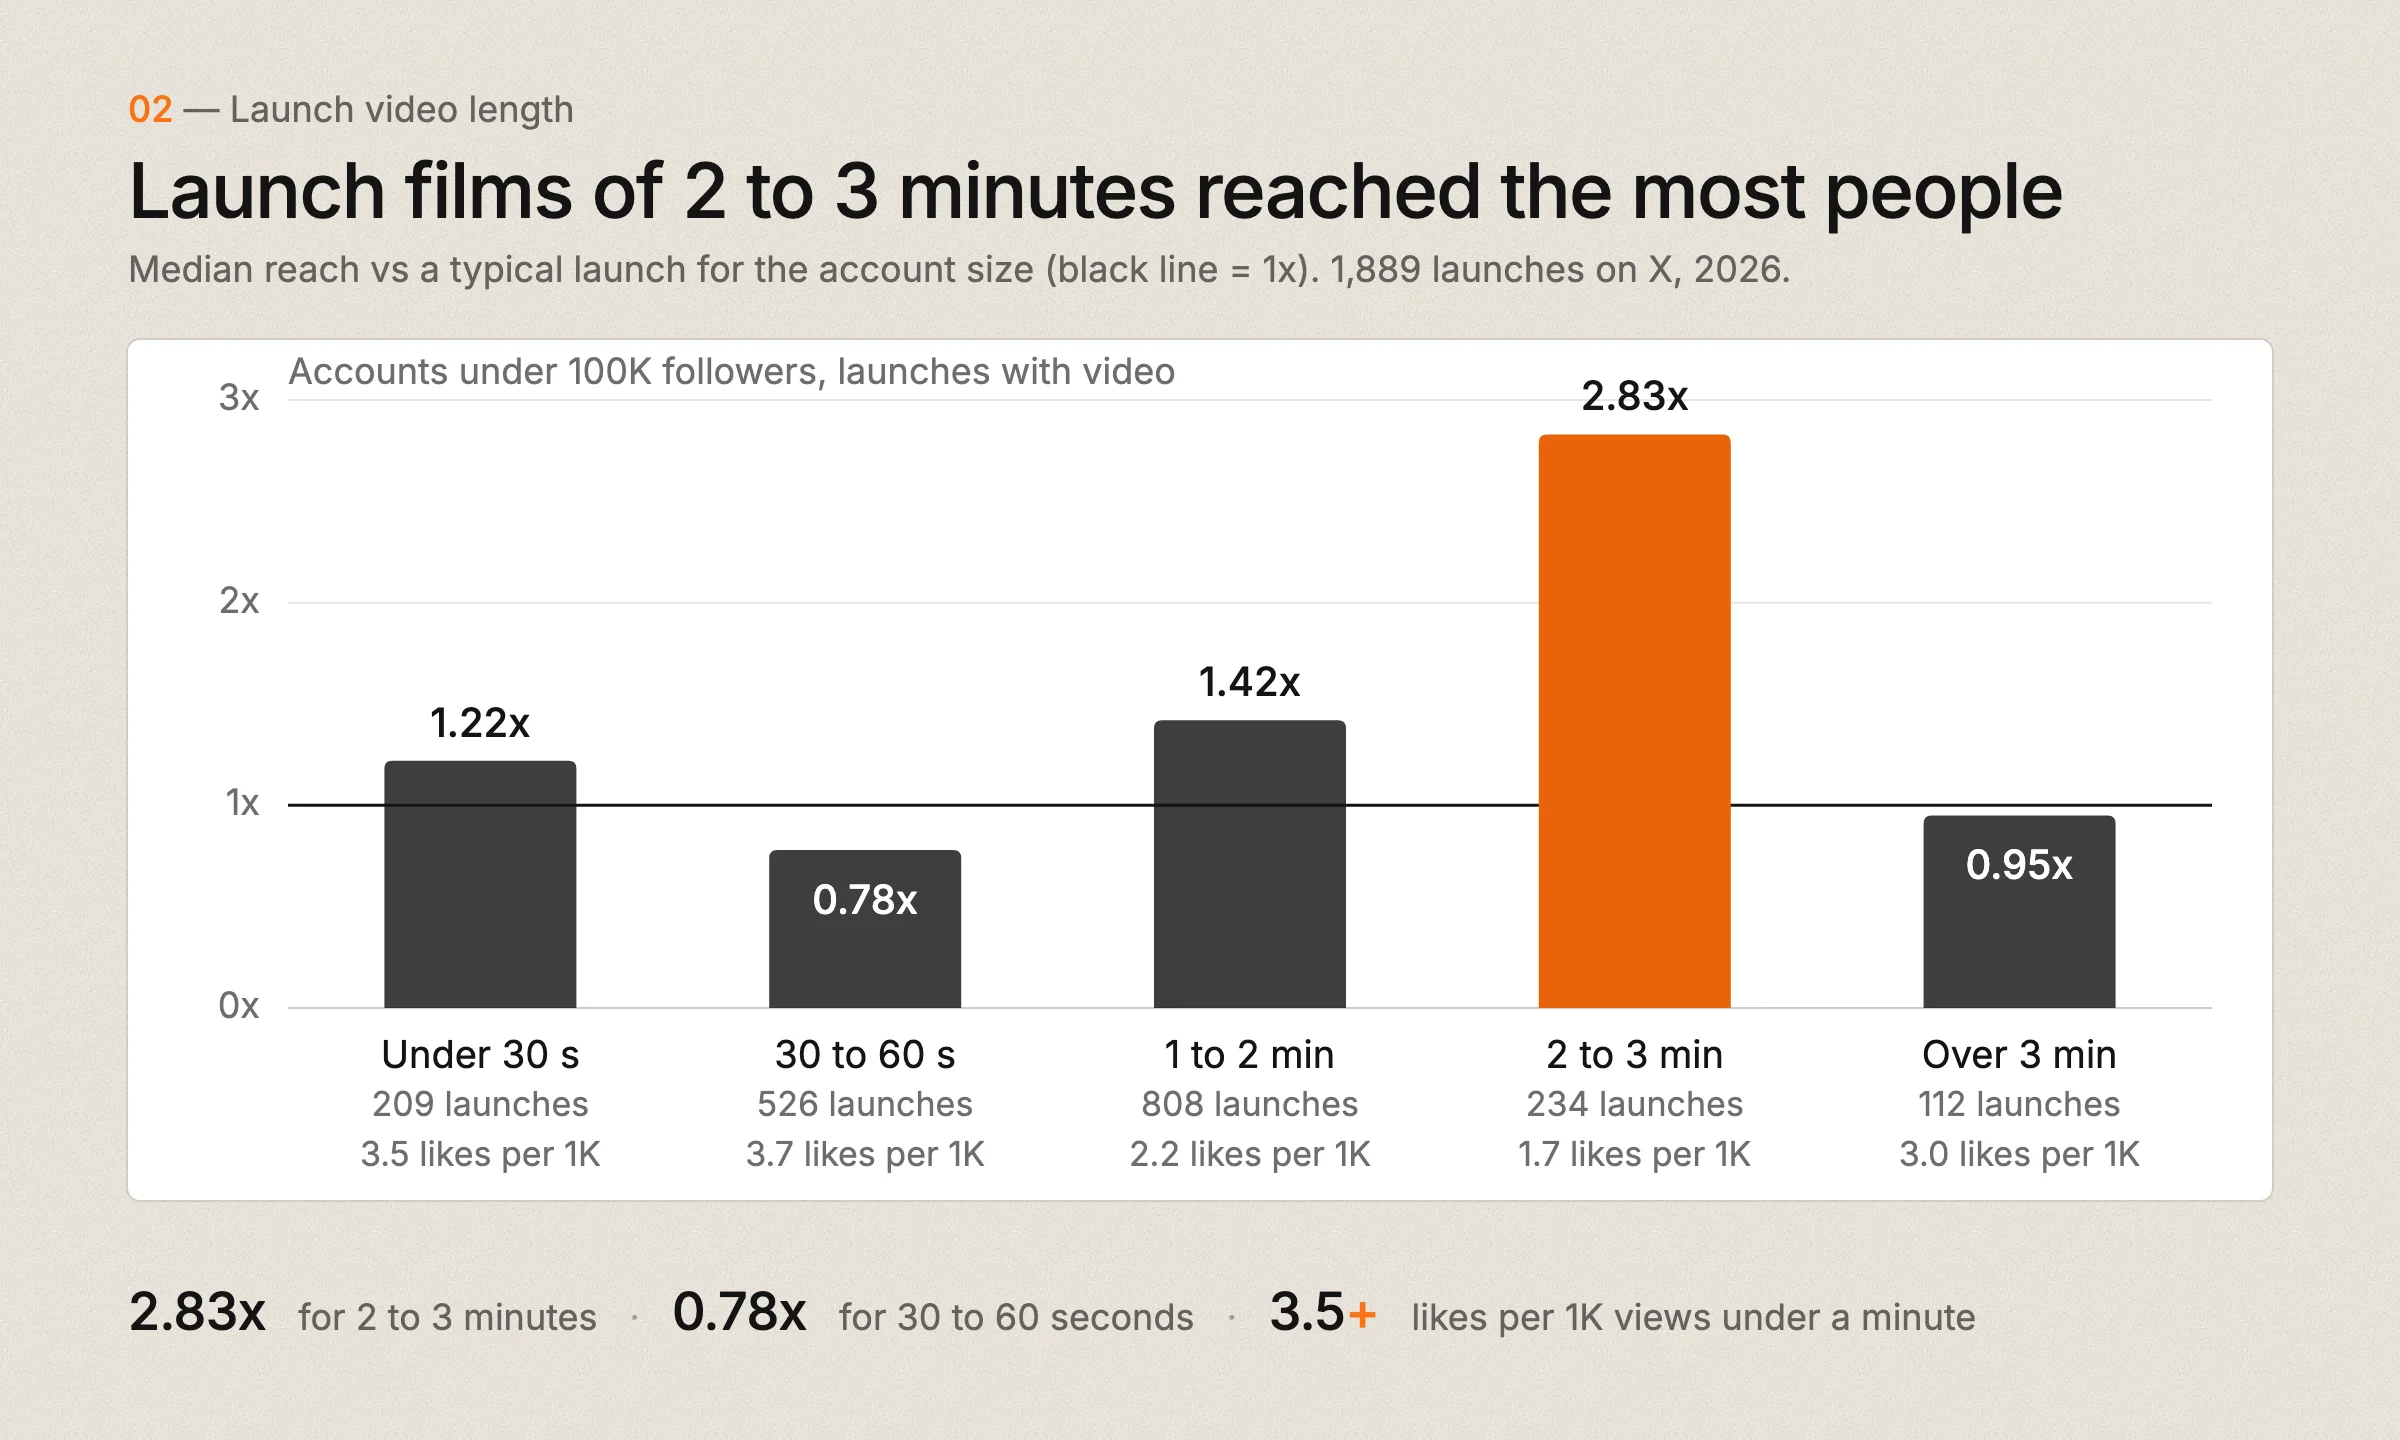 02 — Launch video length
Launch films of 2 to 3 minutes reached the most people
Median reach vs a typical launch for the account size (black line = 1x). 1,889 launches on X, 2026.
Accounts under 100K followers, launches with video
3x
2x
1x
0x
1.22x
0.78x
1.42x
2.83x
0.95x
Under 30 s
209 launches
3.5 likes per 1K
30 to 60 s
526 launches
3.7 likes per 1K
1 to 2 min
808 launches
2.2 likes per 1K
2 to 3 min
234 launches
1.7 likes per 1K
Over 3 min
112 launches
3.0 likes per 1K
2.83x for 2 to 3 minutes · 0.78x for 30 to 60 seconds · 3.5+ likes per 1K views under a minute